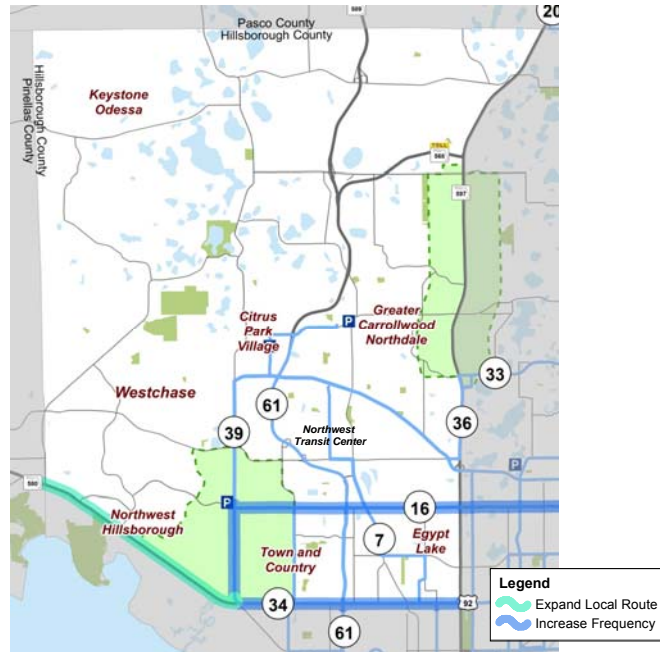 589
20
Pasco County
Hillsborough County
Hillsborough County
Pinellas County
Keystone
Odessa
TOLL
568
597
Citrus
Park
Village
P
Greater
Carrollwood
Northdale
33
Westchase
61
36
39
Northwest
Transit Center
P
580
P
16
Northwest
Hillsborough
7
Egypt
Lake
Town and
Country
34
92
61
Legend
Expand Local Route
Increase Frequency